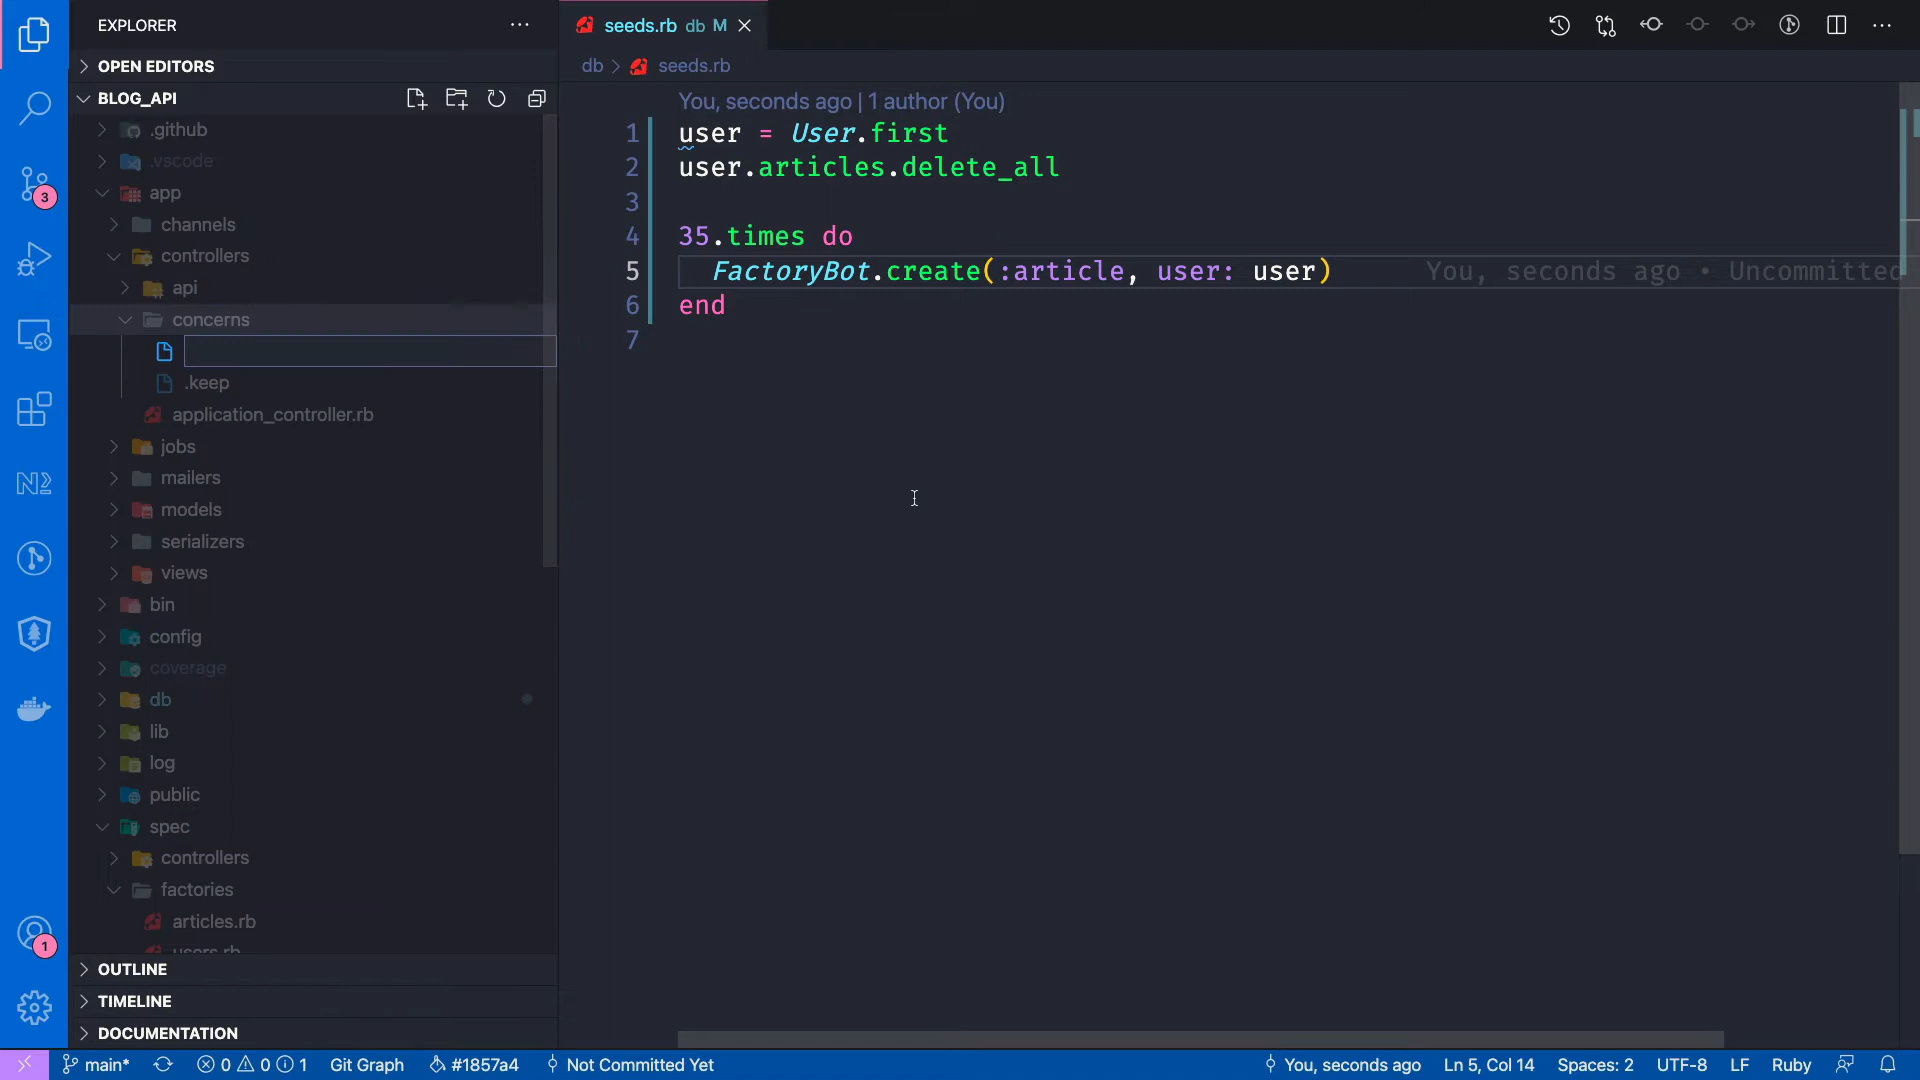 EXPLORER
OPEN EDITORS
BLOG_API
.github
.vscode
app
channels
controllers
api
concerns
.keep
application_controller.rb
jobs
mailers
models
serializers
views
bin
config
coverage
db
lib
log
public
spec
controllers
factories
articles.rb
users.rb
OUTLINE
TIMELINE
DOCUMENTATION
3
1
seeds.rb db M
db > seeds.rb
You, seconds ago | 1 author (You)
1 user = User.first
2 user.articles.delete_all
3
4 35.times do
5 FactoryBot.create(:article, user: user) You, seconds ago • Uncommitted
6 end
7
main* 0 0 1 Git Graph #1857a4 Not Committed Yet You, seconds ago Ln 5, Col 14 Spaces: 2 UTF-8 LF Ruby